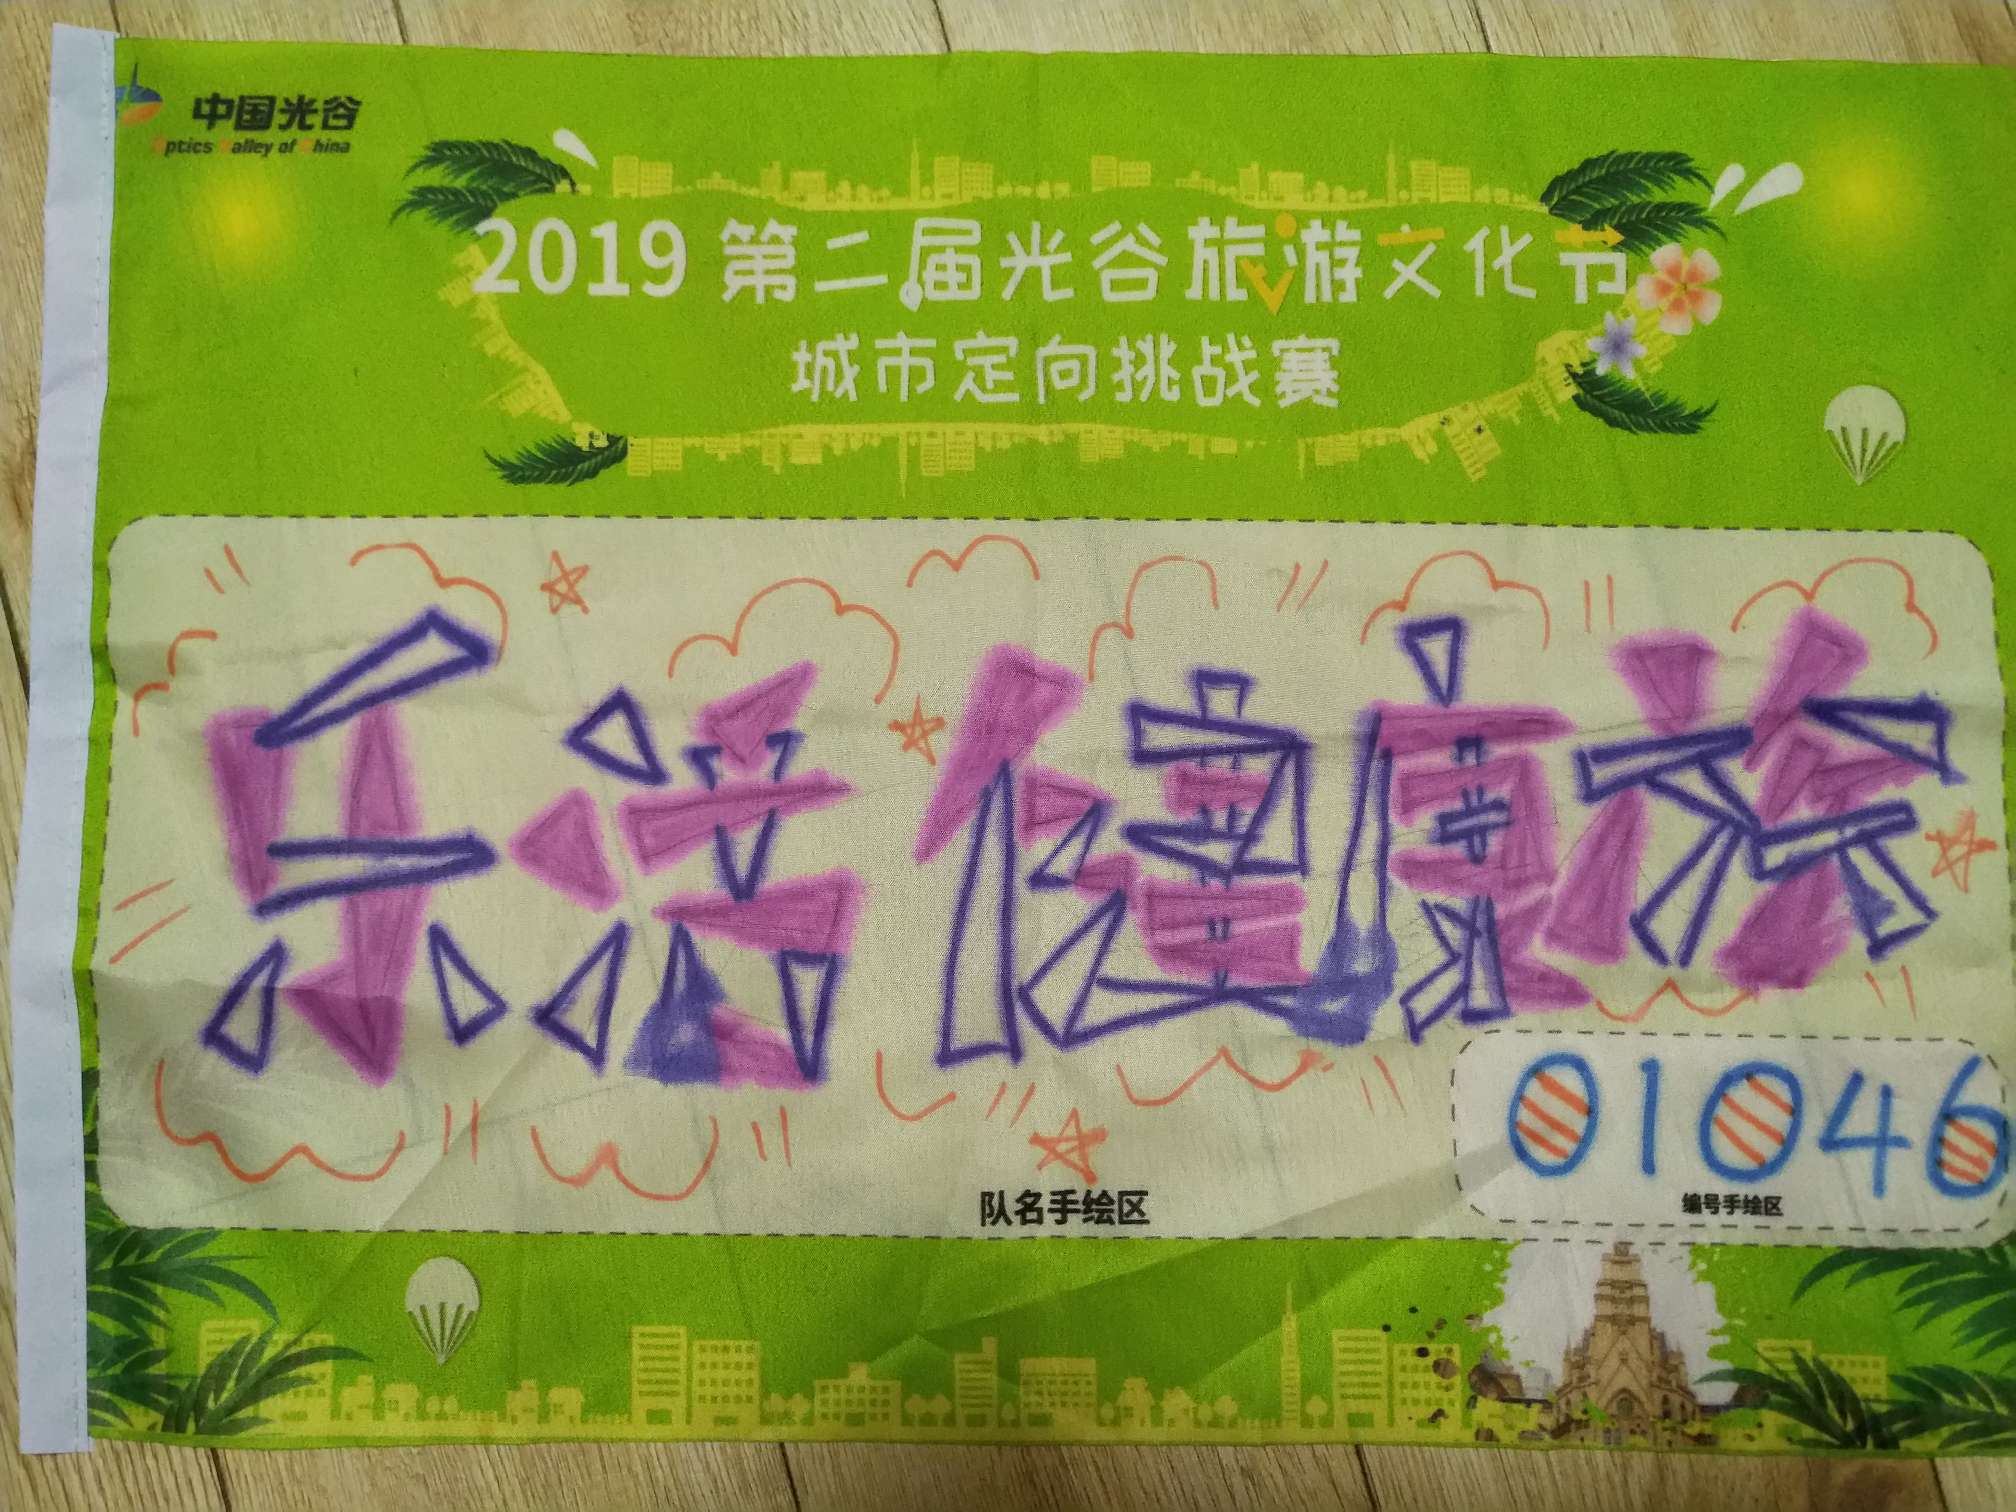 中国光谷
Optics Valley of China
2019 第二届光谷旅游文化节
城市定向挑战赛
乐活健康族
01046
队名手绘区
编号手绘区